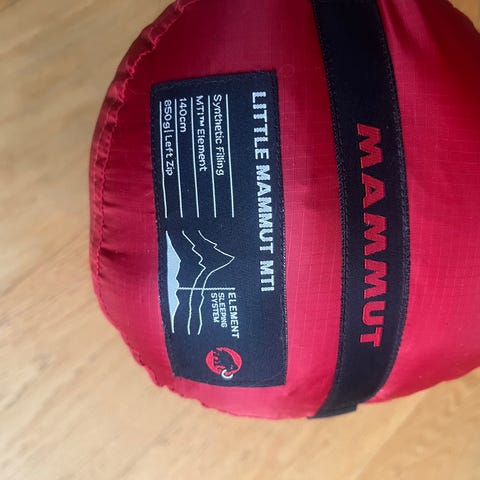 LITTLE MAMMUT MTI
Synthetic Filling
MTI™ Element
140cm
850g | Left Zip
ELEMENT
SLEEPING
SYSTEM
MAMMUT